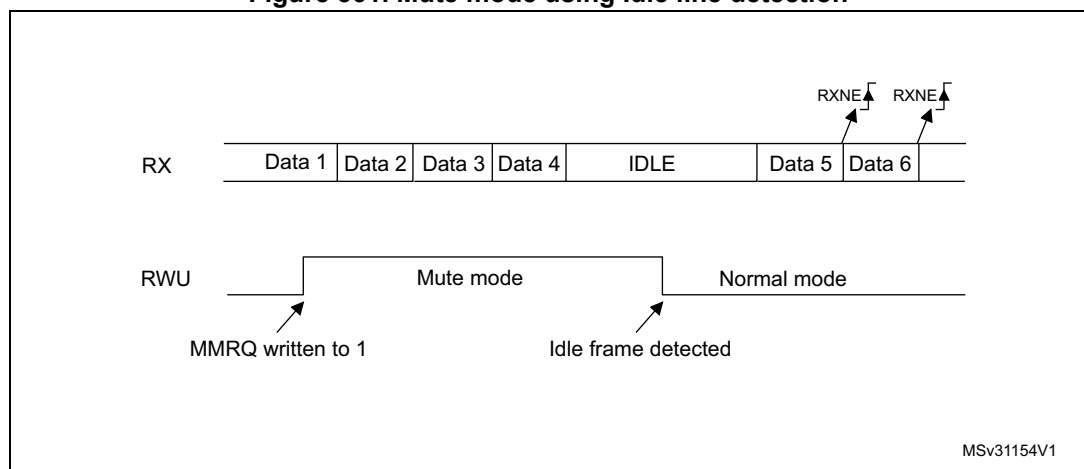 Figure Mute mode using Idle line detection
RXNE RXNE
RX Data 1 Data 2 Data 3 Data 4 IDLE Data 5 Data 6
RWU Mute mode Normal mode
MMRQ written to 1 Idle frame detected
MSv31154V1